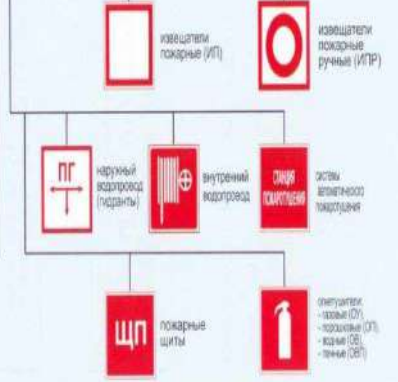 извещатели
пожарные (ИП)
извещатели
пожарные
ручные (ИПР)
ПГ
наружный
водопровод
(гидранты)
внутренний
водопровод
СТАНЦИЯ
ПОЖАРОТУШЕНИЯ
системы
автоматического
пожаротушения
ЩП
пожарные
щиты
огнетушители:
- газовые (ОУ),
- порошковые (ОП),
- водные (ОВ),
- пенные (ОВП)